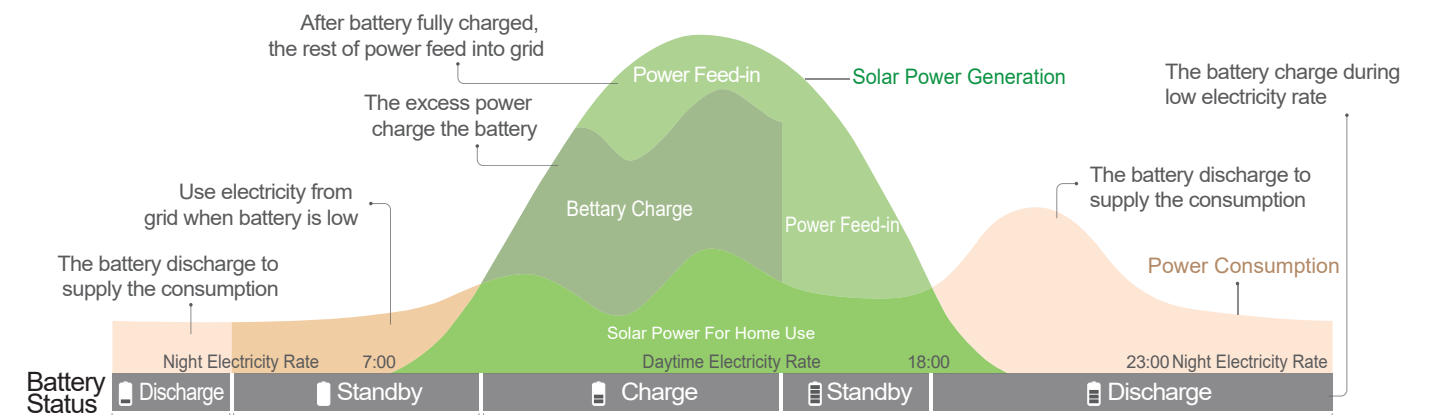 After battery fully charged,
the rest of power feed into grid
Power Feed-in
Solar Power Generation
The battery charge during
low electricity rate
The excess power
charge the battery
Use electricity from
grid when battery is low
Bettary Charge
Power Feed-in
The battery discharge to
supply the consumption
The battery discharge to
supply the consumption
Power Consumption
Solar Power For Home Use
Night Electricity Rate 7:00 Daytime Electricity Rate 18:00 23:00 Night Electricity Rate
Battery
Status
Discharge Standby Charge Standby Discharge